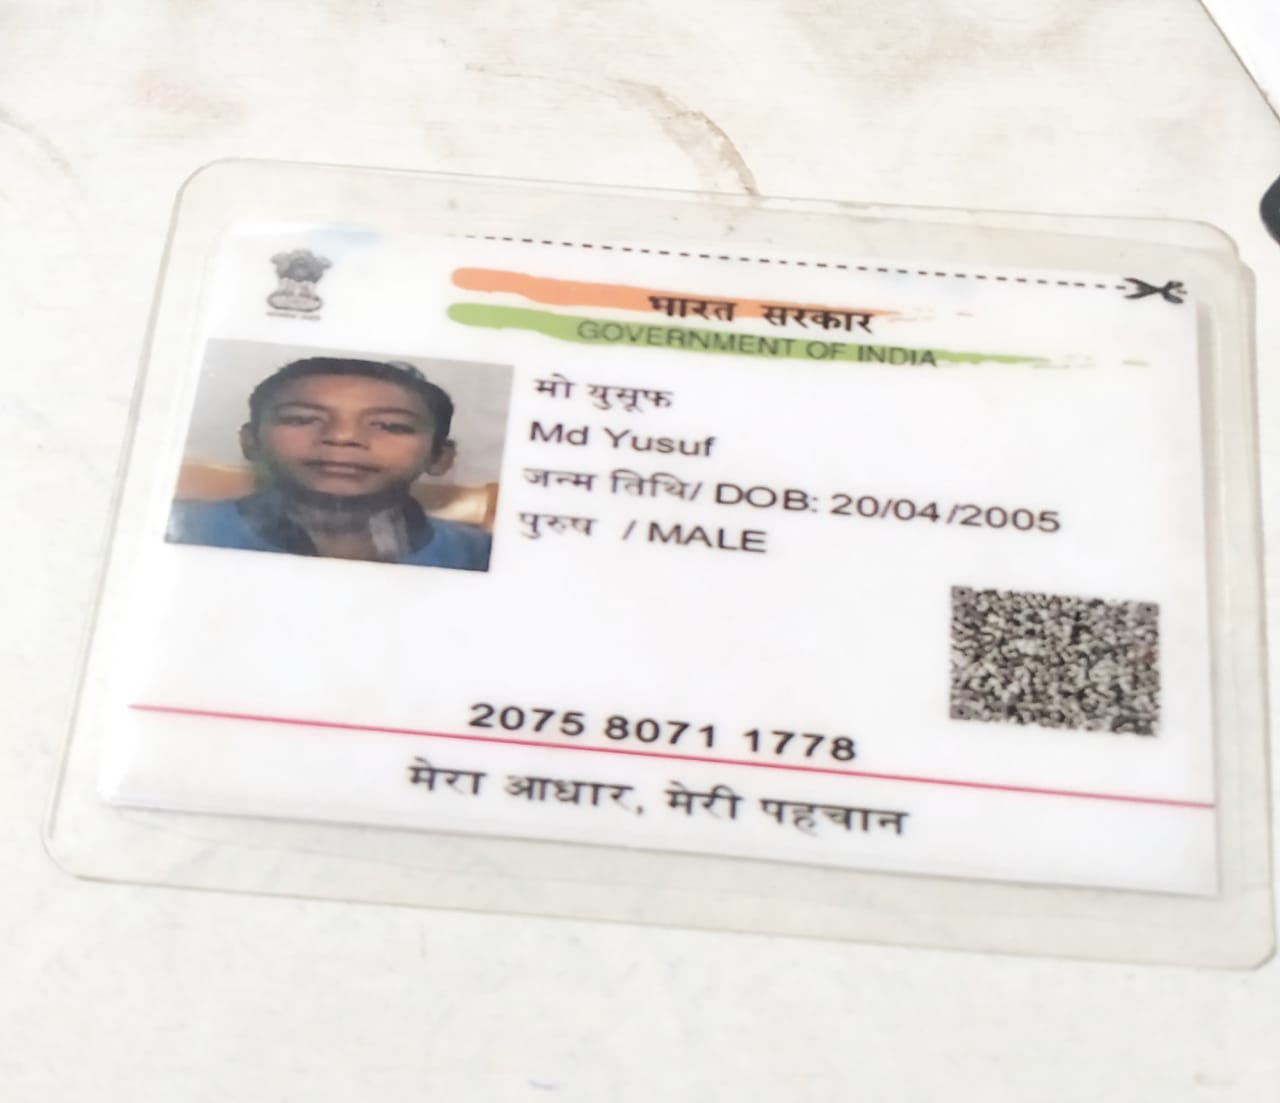 भारत सरकार
GOVERNMENT OF INDIA
मो युसूफ
Md Yusuf
जन्म तिथि/ DOB: 20/04/2005
पुरुष / MALE
2075 8071 1778
मेरा आधार, मेरी पहचान